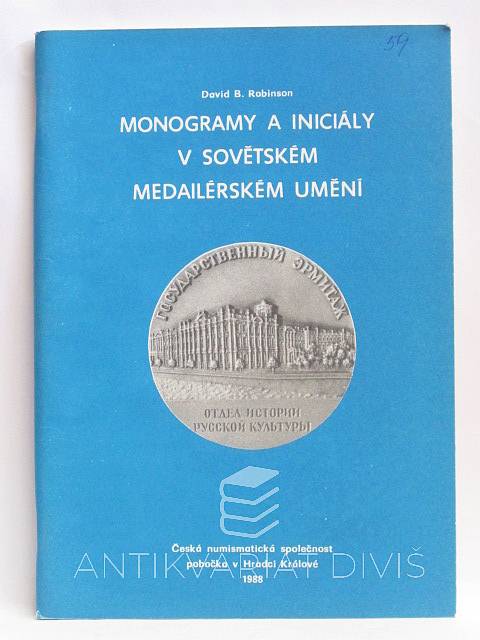 59
David B. Robinson
MONOGRAMY A INICIÁLY
V SOVĚTSKÉM
MEDAILÉRSKÉM UMĚNÍ
ГОСУДАРСТВЕННЫЙ ЭРМИТАЖ
ОТДЕЛ ИСТОРИИ
РУССКОЙ КУЛЬТУРЫ
Česká numismatická společnost
pobočka v Hradci Králové
1988
ANTIKVARIÁT DIVIŠ